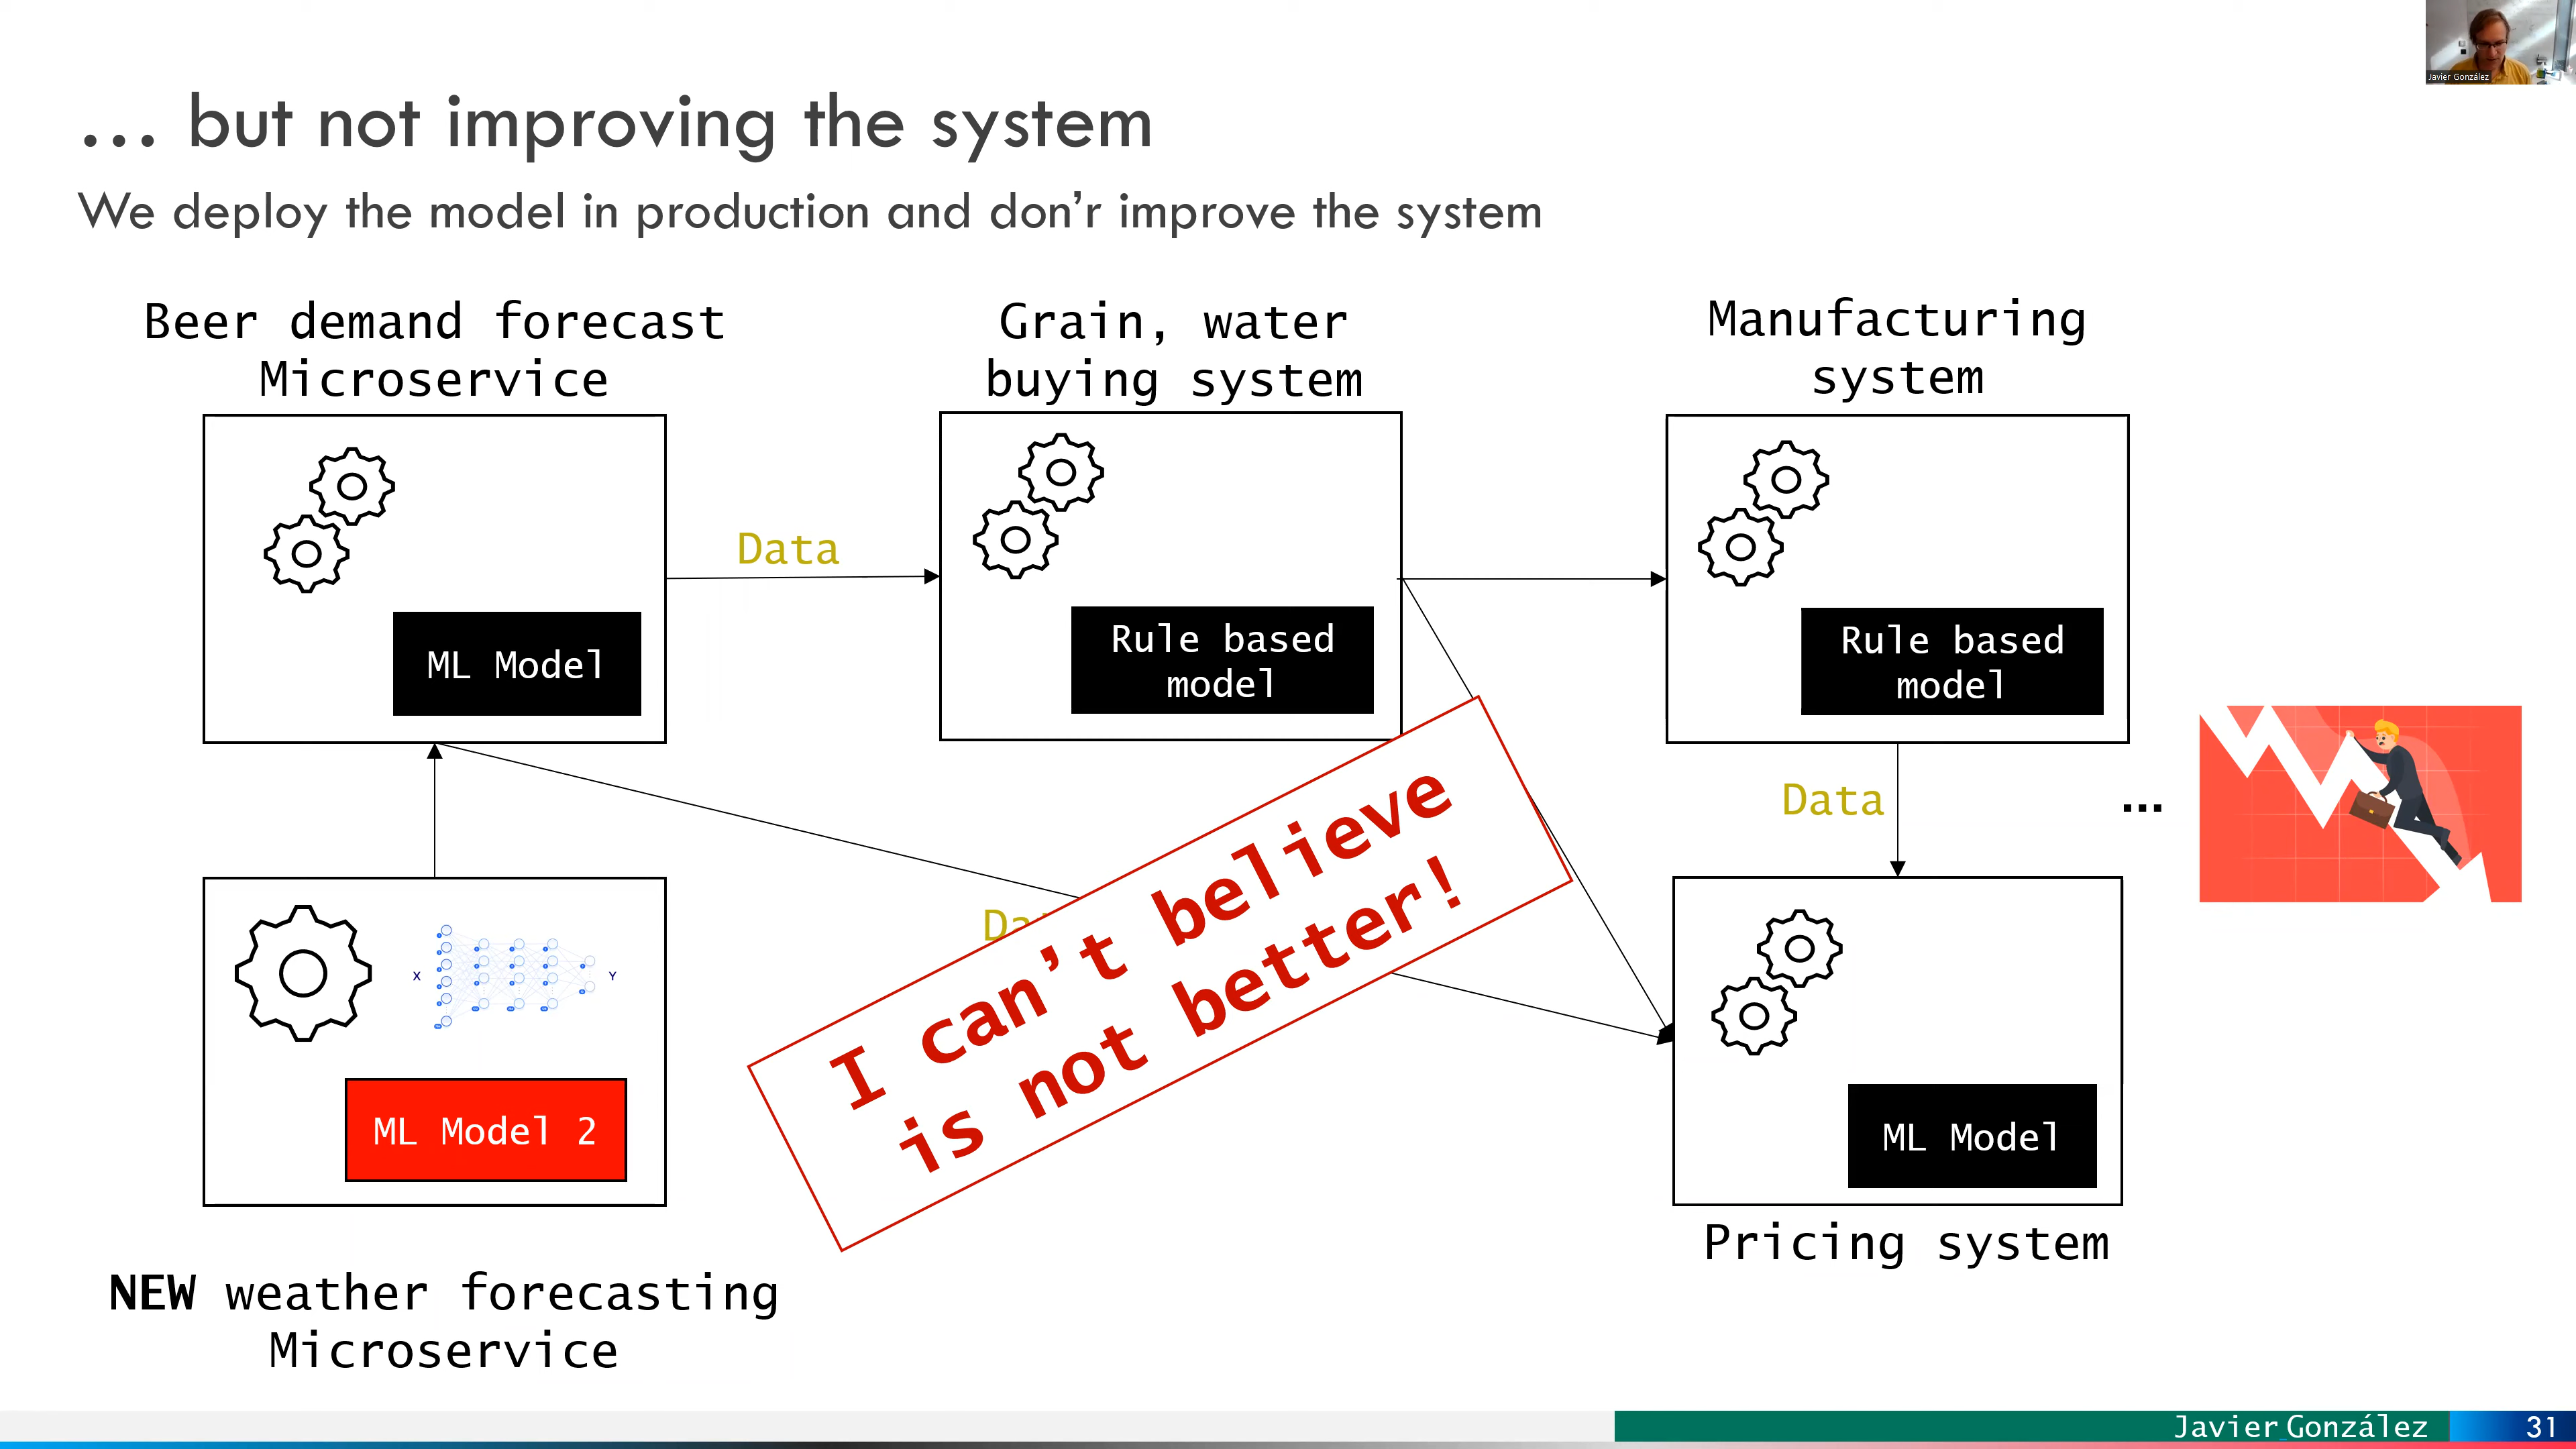 Javier González
… but not improving the system
We deploy the model in production and don’r improve the system
Beer demand forecast
Microservice
Grain, water
buying system
Manufacturing
system
Data
ML Model
Rule based
model
Rule based
model
Data
...
I can’t believe
is not better!
X
Y
ML Model 2
ML Model
Pricing system
NEW weather forecasting
Microservice
Javier González
31